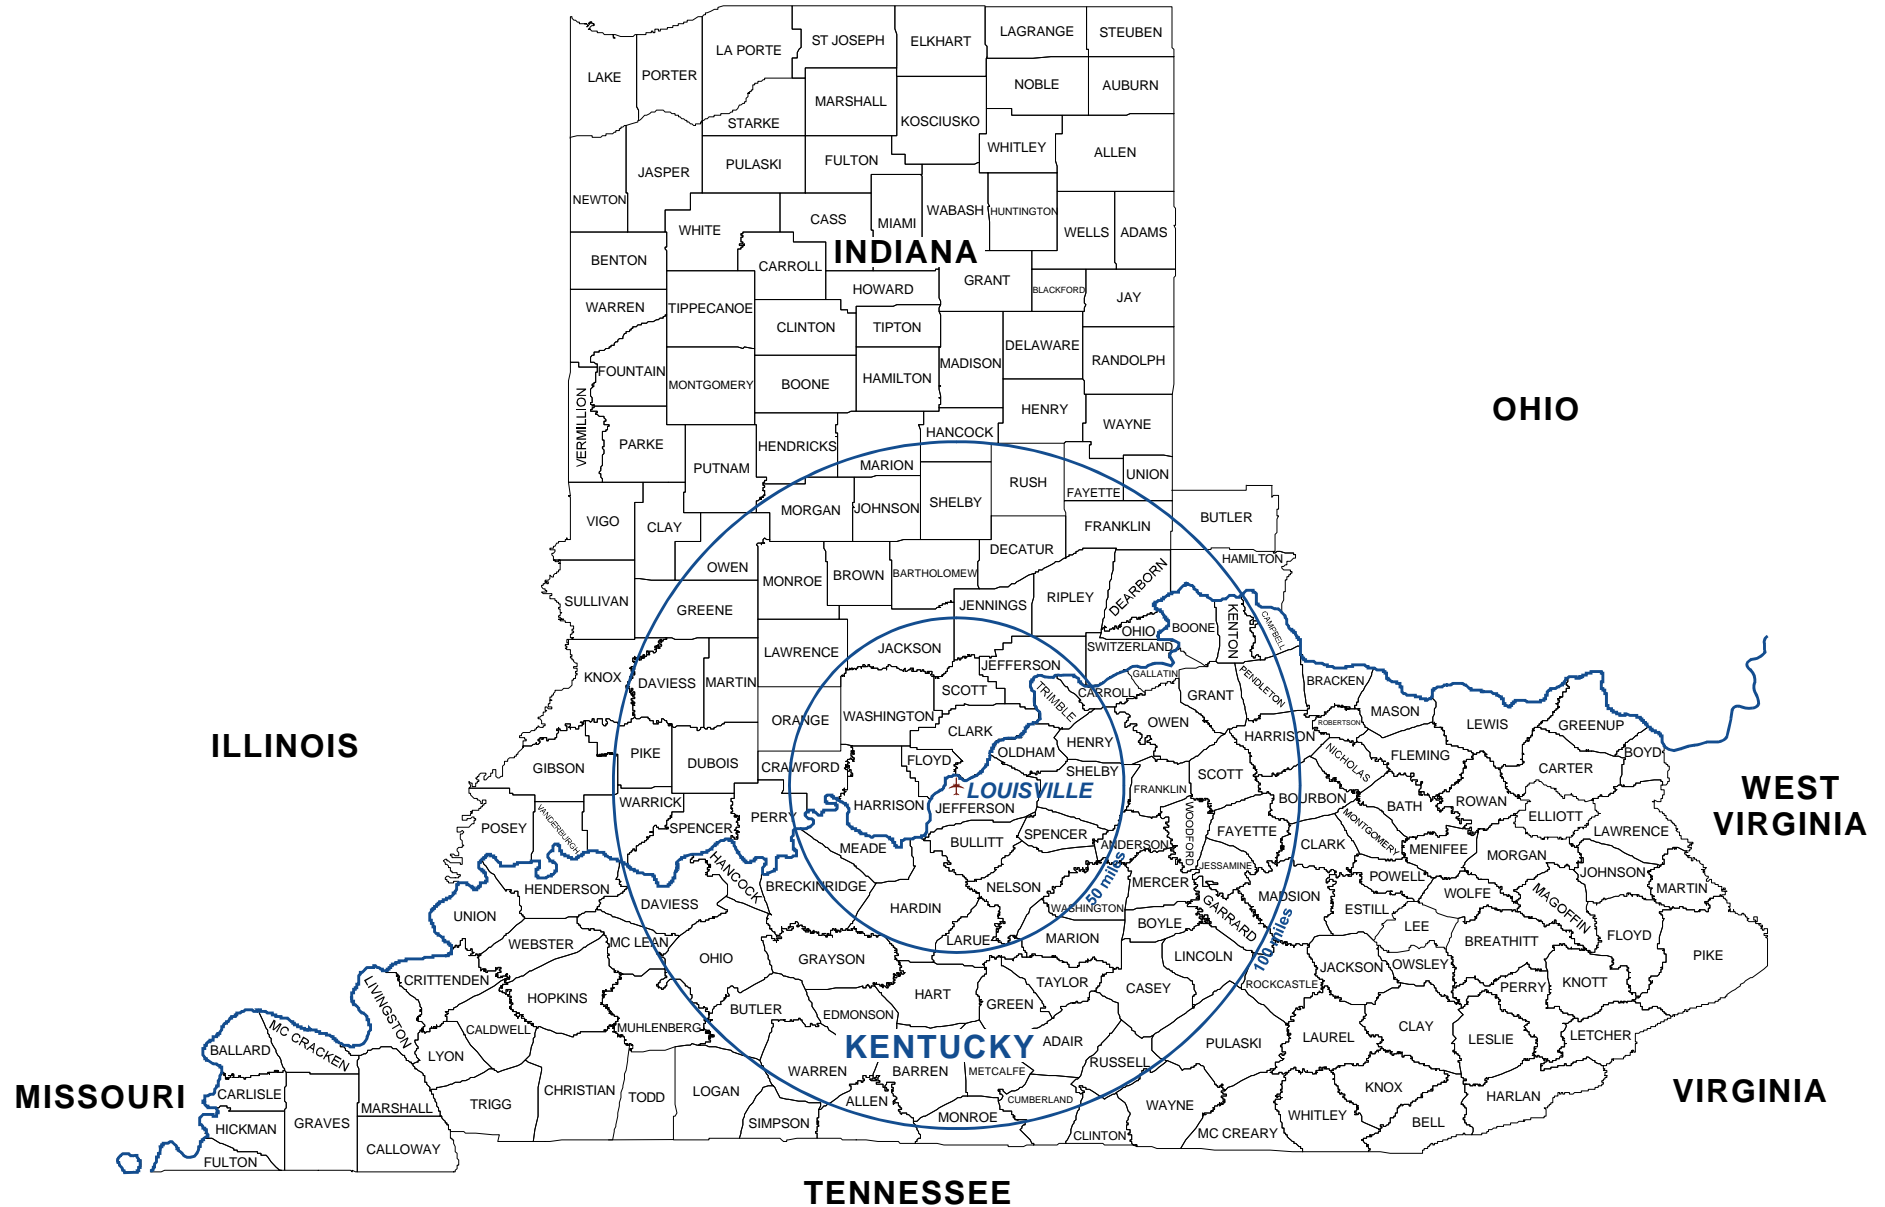 LAKE
PORTER
LA PORTE
ST JOSEPH
ELKHART
LAGRANGE
STEUBEN
NOBLE
AUBURN
MARSHALL
STARKE
KOSCIUSKO
WHITLEY
ALLEN
NEWTON
JASPER
PULASKI
FULTON
WHITE
CASS
MIAMI
WABASH
HUNTINGTON
WELLS
ADAMS
INDIANA
BENTON
CARROLL
HOWARD
GRANT
BLACKFORD
JAY
WARREN
TIPPECANOE
CLINTON
TIPTON
MADISON
DELAWARE
RANDOLPH
FOUNTAIN
MONTGOMERY
BOONE
HAMILTON
HENRY
WAYNE
OHIO
VERMILLION
PARKE
PUTNAM
HENDRICKS
MARION
HANCOCK
RUSH
FAYETTE
UNION
VIGO
CLAY
MORGAN
JOHNSON
SHELBY
FRANKLIN
BUTLER
HAMILTON
DECATUR
OWEN
MONROE
BROWN
BARTHOLOMEW
JENNINGS
RIPLEY
DEARBORN
SULLIVAN
GREENE
OHIO
SWITZERLAND
BOONE
KENTON
CAMPBELL
LAWRENCE
JACKSON
JEFFERSON
KNOX
DAVIESS
MARTIN
SCOTT
TRIMBLE
CARROLL
GALLATIN
GRANT
PENDLETON
BRACKEN
ORANGE
WASHINGTON
CLARK
OWEN
HARRISON
ROBERTSON
MASON
LEWIS
GREENUP
BOYD
ILLINOIS
GIBSON
PIKE
DUBOIS
CRAWFORD
FLOYD
OLDHAM
HENRY
SHELBY
SCOTT
NICHOLAS
FLEMING
CARTER
WEST
VIRGINIA
POSEY
VANDERBURGH
WARRICK
SPENCER
PERRY
HARRISON
LOUISVILLE
JEFFERSON
FRANKLIN
WOODFORD
BOURBON
BATH
ROWAN
ELLIOTT
LAWRENCE
MEADE
BULLITT
SPENCER
ANDERSON
FAYETTE
JESSAMINE
CLARK
MONTGOMERY
MENIFEE
MORGAN
JOHNSON
MARTIN
HENDERSON
UNION
DAVIESS
HANCOCK
BRECKINRIDGE
HARDIN
NELSON
50 miles
WASHINGTON
MERCER
GARRARD
MADSION
POWELL
ESTILL
WOLFE
MAGOFFIN
WEBSTER
MC LEAN
OHIO
GRAYSON
LARUE
MARION
BOYLE
LINCOLN
100 miles
LEE
BREATHITT
FLOYD
PIKE
CRITTENDEN
LIVINGSTON
HOPKINS
MUHLENBERG
BUTLER
EDMONSON
HART
GREEN
TAYLOR
CASEY
ROCKCASTLE
JACKSON
OWSLEY
PERRY
KNOTT
LETCHER
BALLARD
MC CRACKEN
CALDWELL
LYON
KENTUCKY
ADAIR
RUSSELL
PULASKI
LAUREL
CLAY
LESLIE
HARLAN
MISSOURI
CARLISLE
MARSHALL
TRIGG
CHRISTIAN
TODD
LOGAN
WARREN
BARREN
METCALFE
CUMBERLAND
ALLEN
MONROE
SIMPSON
CLINTON
WAYNE
MC CREARY
WHITLEY
KNOX
BELL
VIRGINIA
HICKMAN
GRAVES
FULTON
CALLOWAY
TENNESSEE